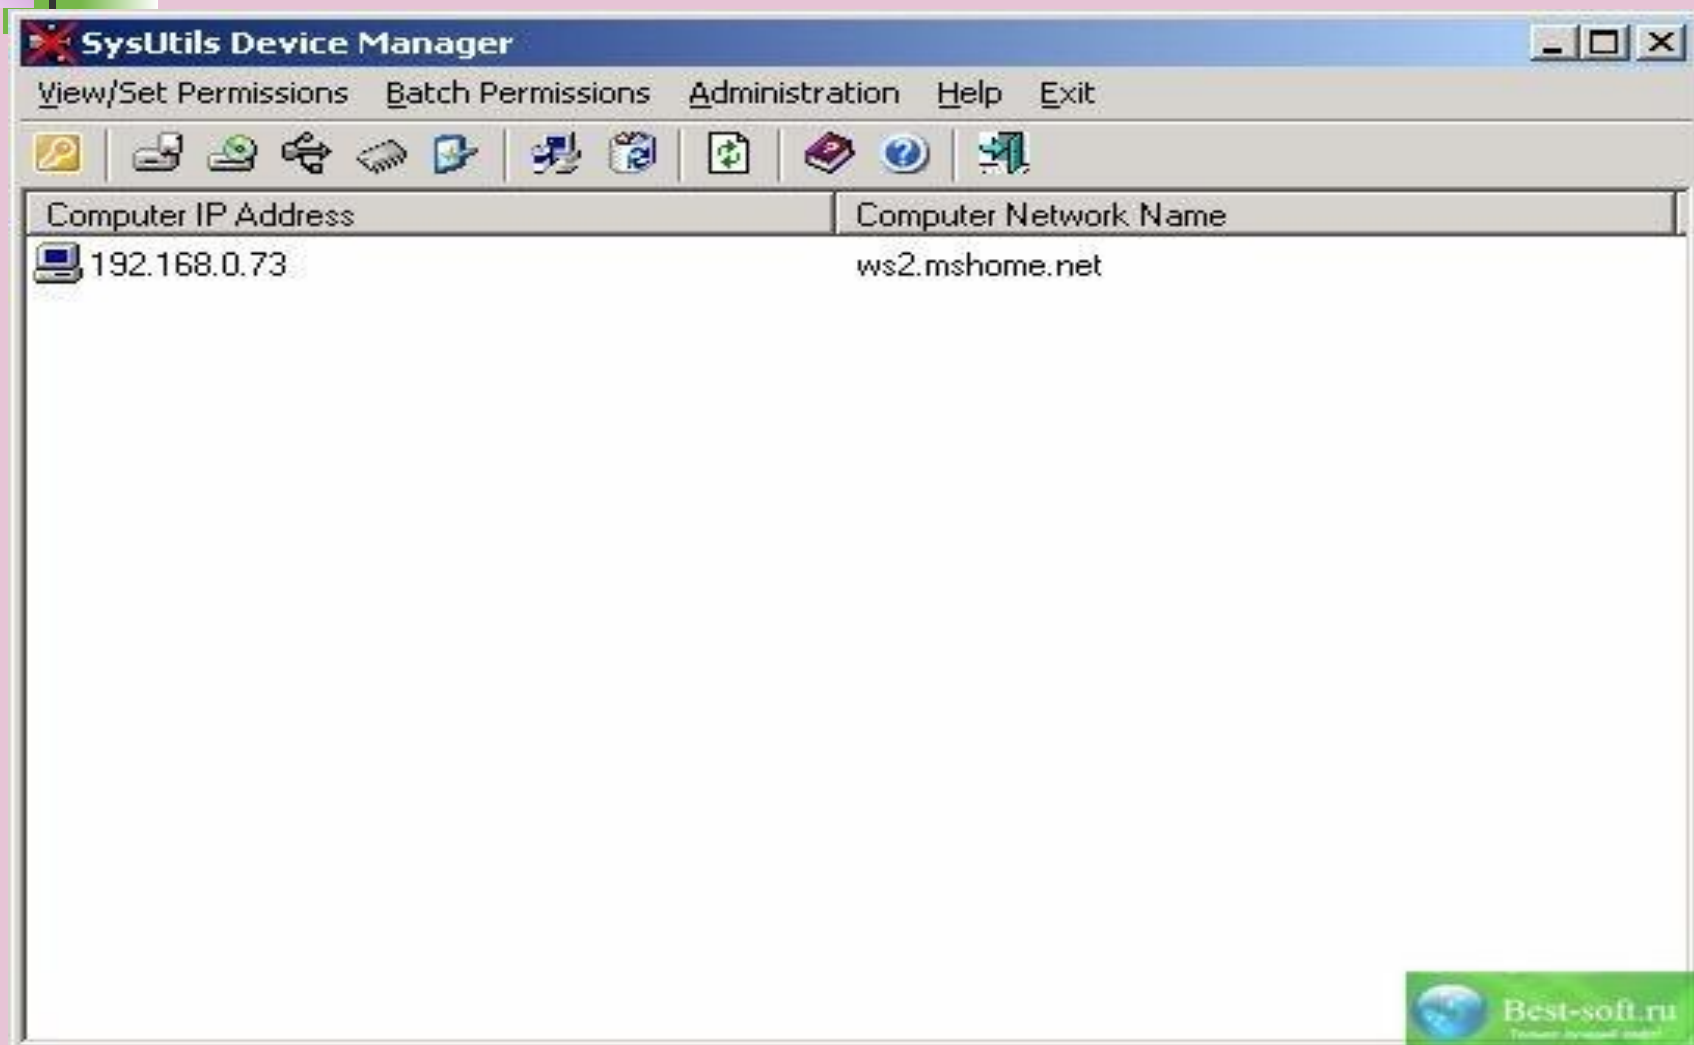 SysUtils Device Manager
View/Set Permissions Batch Permissions Administration Help Exit
Computer IP Address Computer Network Name
192.168.0.73 ws2.mshome.net
Best-soft.ru